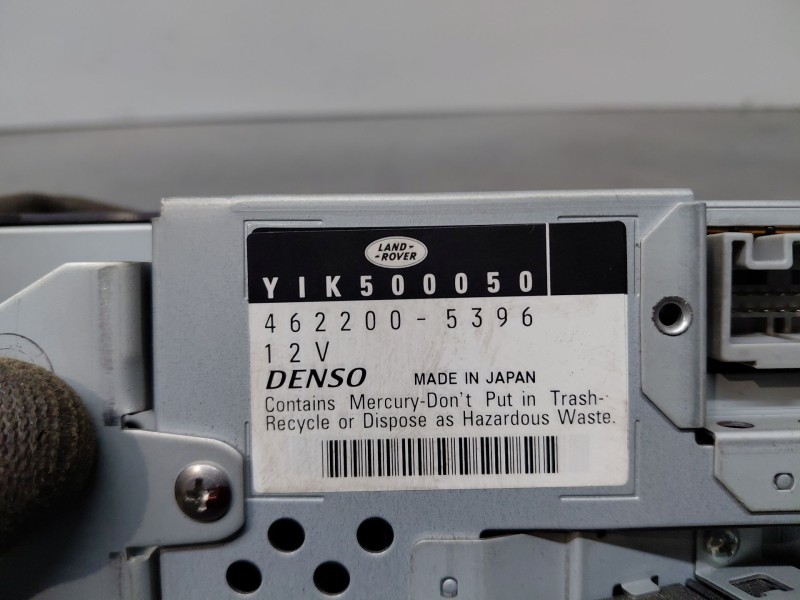 LAND-
-ROVER
YIK500050
462200-5396
12V
DENSO MADE IN JAPAN
Contains Mercury-Don't Put in Trash-
Recycle or Dispose as Hazardous Waste.